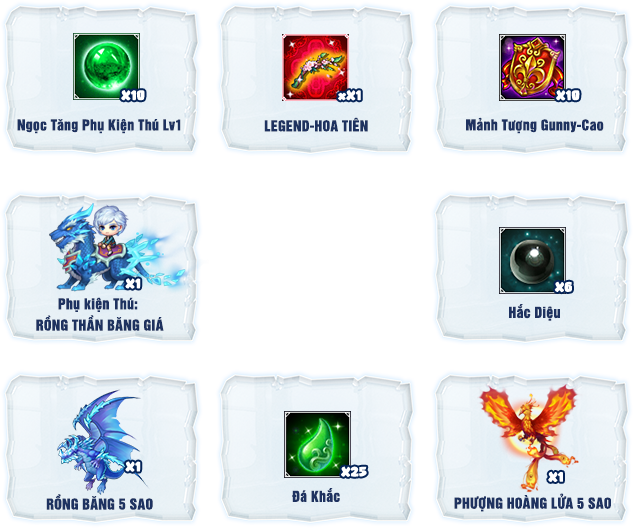 x10
Ngọc Tăng Phụ Kiện Thú Lv1
xX1
LEGEND-HOA TIÊN
x10
Mảnh Tượng Gunny-Cao
x1
Phụ kiện Thú:
RỒNG THẦN BĂNG GIÁ
x6
Hắc Diệu
x1
RỒNG BĂNG 5 SAO
x25
Đá Khắc
x1
PHƯỢNG HOÀNG LỬA 5 SAO